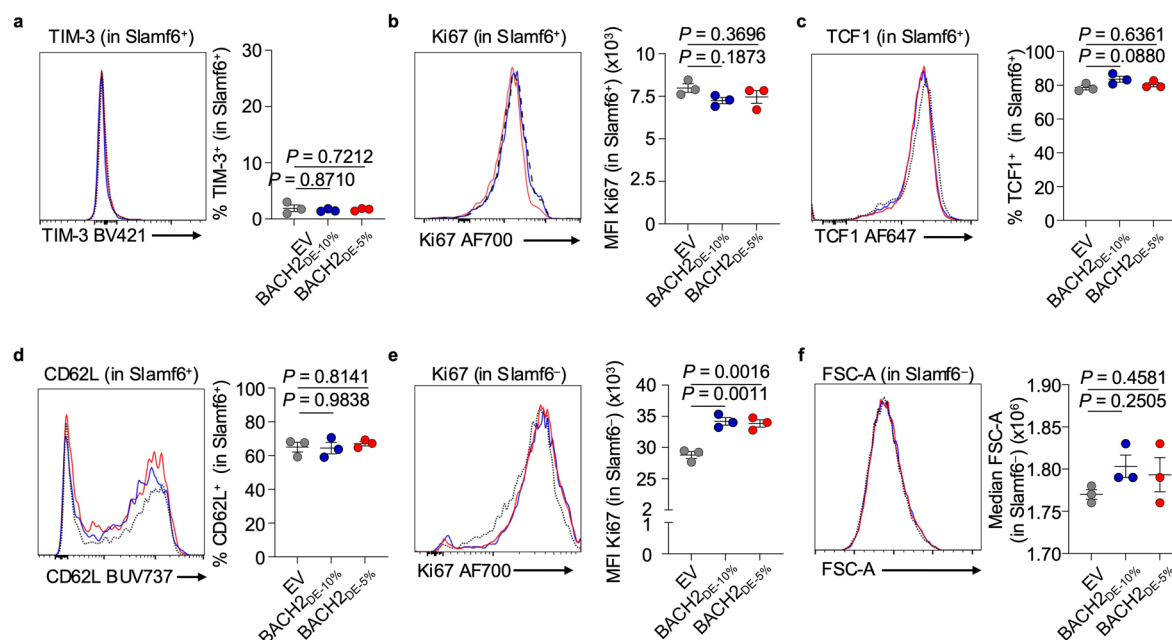 a
TIM-3 (in Slamf6⁺)
TIM-3 BV421
% TIM-3⁺ (in Slamf6⁺)
30
20
10
0
P = 0.7212
P = 0.8710
EV
BACH2DE-10%
BACH2DE-5%
b
Ki67 (in Slamf6⁺)
Ki67 AF700
MFI Ki67 (in Slamf6⁺) (x10³)
10
7.5
5
0
P = 0.3696
P = 0.1873
EV
BACH2DE-10%
BACH2DE-5%
c
TCF1 (in Slamf6⁺)
TCF1 AF647
% TCF1⁺ (in Slamf6⁺)
100
80
60
40
20
0
P = 0.6361
P = 0.0880
EV
BACH2DE-10%
BACH2DE-5%
d
CD62L (in Slamf6⁺)
CD62L BUV737
% CD62L⁺ (in Slamf6⁺)
100
80
60
40
20
0
P = 0.8141
P = 0.9838
EV
BACH2DE-10%
BACH2DE-5%
e
Ki67 (in Slamf6⁻)
Ki67 AF700
MFI Ki67 (in Slamf6⁻) (x10³)
40
35
30
25
2
1
0
P = 0.0016
P = 0.0011
EV
BACH2DE-10%
BACH2DE-5%
f
FSC-A (in Slamf6⁻)
FSC-A
Median FSC-A
(in Slamf6⁻) (x10⁶)
1.90
1.85
1.80
1.75
1.70
P = 0.4581
P = 0.2505
EV
BACH2DE-10%
BACH2DE-5%